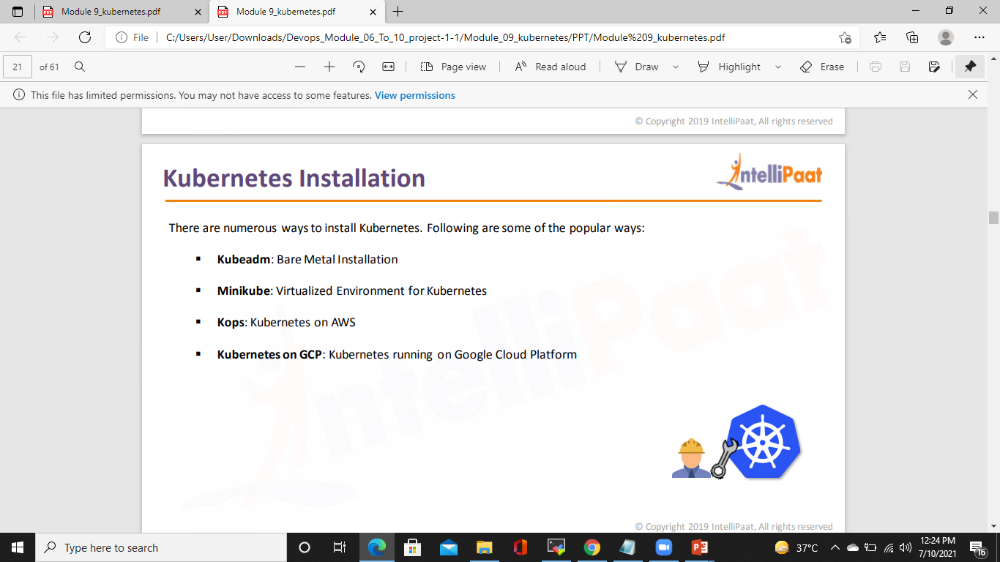 Module 9_kubernetes.pdf
Module 9_kubernetes.pdf
File
C:/Users/User/Downloads/Devops_Module_06_To_10_project-1-1/Module_09_kubernetes/PPT/Module%209_kubernetes.pdf
21 of 61
Page view
Read aloud
Draw
Highlight
Erase
This file has limited permissions. You may not have access to some features. View permissions
© Copyright 2019 IntelliPaat, All rights reserved
Kubernetes Installation
IntelliPaat
There are numerous ways to install Kubernetes. Following are some of the popular ways:
▪ Kubeadm: Bare Metal Installation
▪ Minikube: Virtualized Environment for Kubernetes
▪ Kops: Kubernetes on AWS
▪ Kubernetes on GCP: Kubernetes running on Google Cloud Platform
IntelliPaat
© Copyright 2019 IntelliPaat, All rights reserved
Type here to search
37°C
12:24 PM
7/10/2021
16